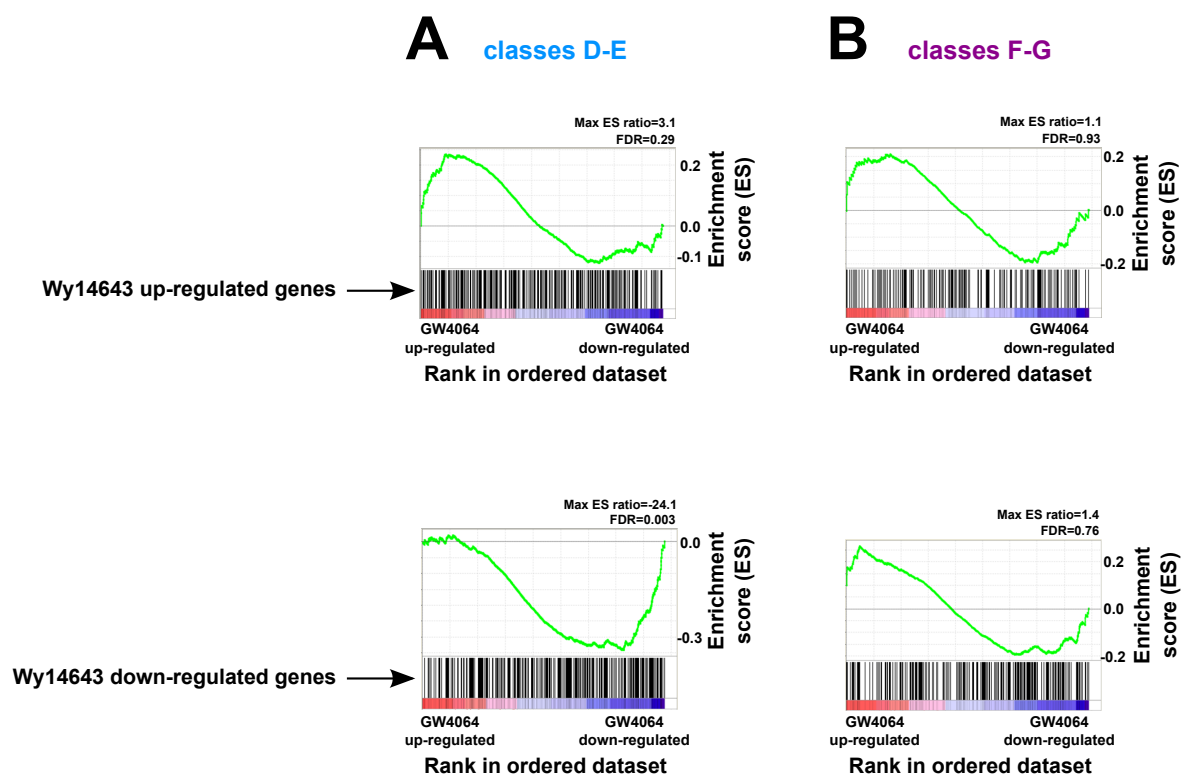 A classes D-E
B classes F-G
Max ES ratio=3.1
FDR=0.29
0.2
0.0
-0.1
Enrichment
score (ES)
Max ES ratio=1.1
FDR=0.93
0.2
0.0
-0.2
Enrichment
score (ES)
Wy14643 up-regulated genes
GW4064
up-regulated
GW4064
down-regulated
Rank in ordered dataset
GW4064
up-regulated
GW4064
down-regulated
Rank in ordered dataset
Max ES ratio=-24.1
FDR=0.003
0.0
-0.3
Enrichment
score (ES)
Max ES ratio=1.4
FDR=0.76
0.2
0.0
-0.2
Enrichment
score (ES)
Wy14643 down-regulated genes
GW4064
up-regulated
GW4064
down-regulated
Rank in ordered dataset
GW4064
up-regulated
GW4064
down-regulated
Rank in ordered dataset